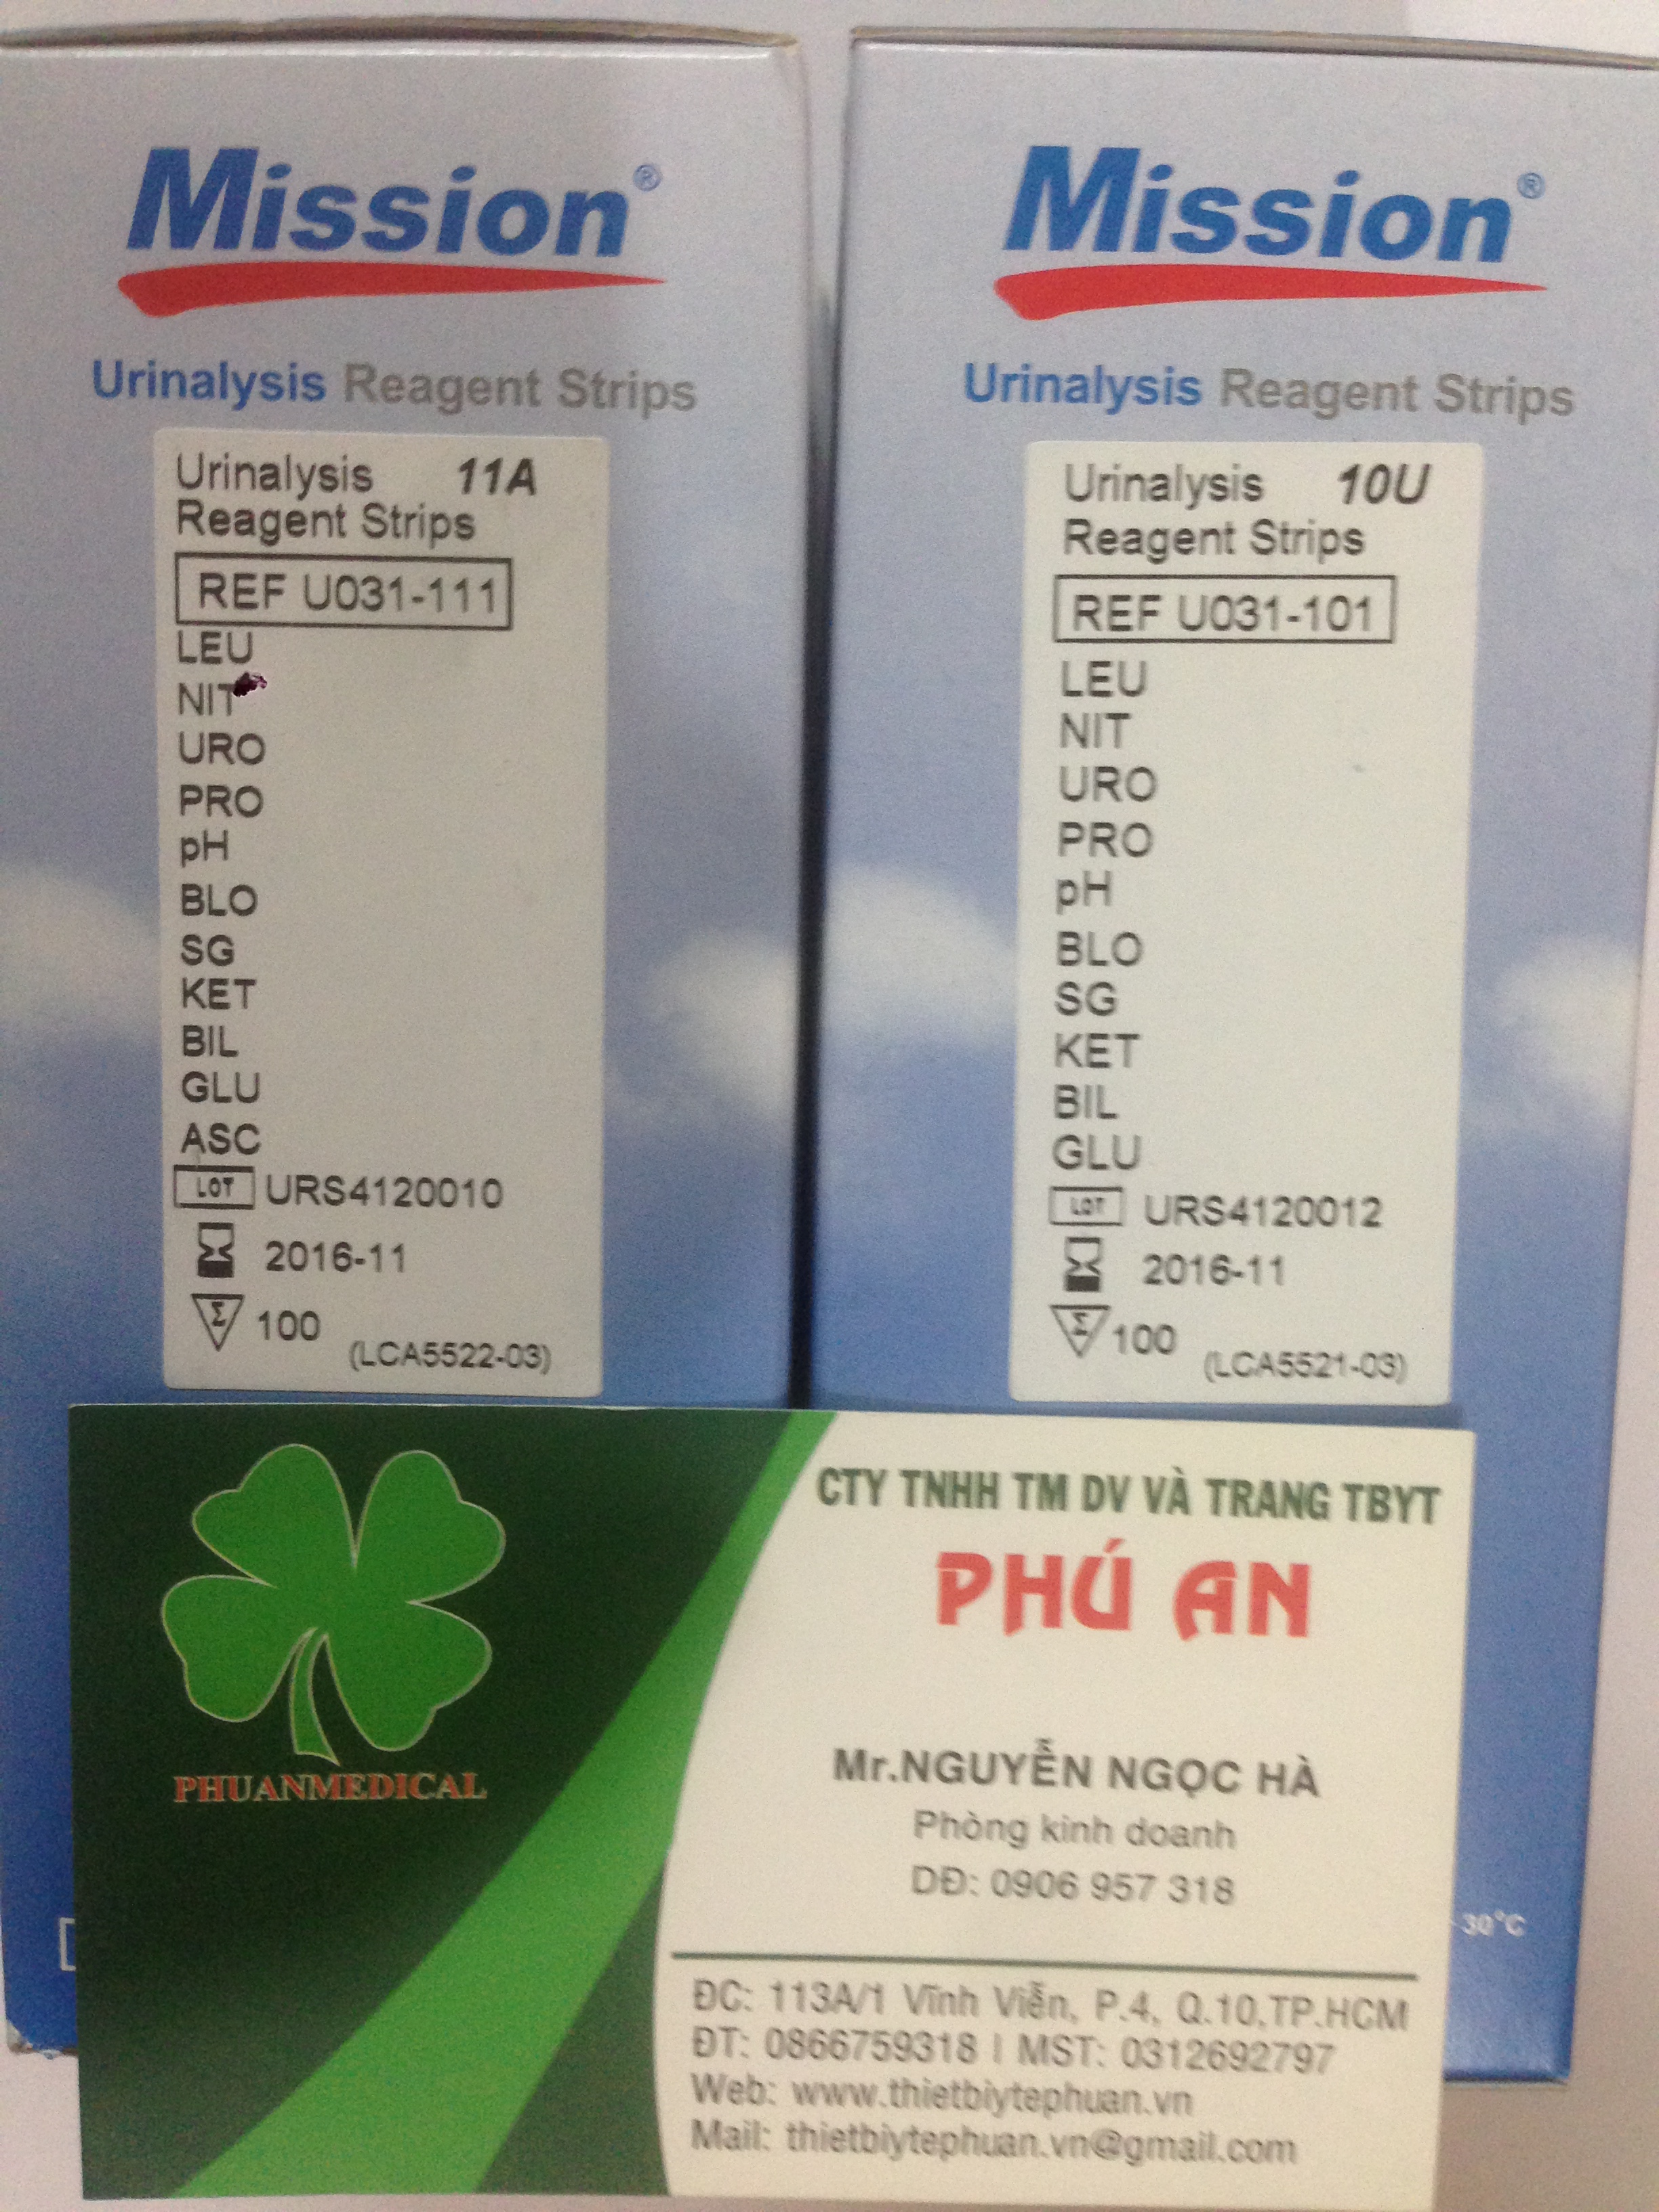 Mission®
Urinalysis Reagent Strips
Urinalysis 11A
Reagent Strips
REF U031-111
LEU
NIT
URO
PRO
pH
BLO
SG
KET
BIL
GLU
ASC
LOT URS4120010
2016-11
Σ 100
(LCA5522-03)
Mission®
Urinalysis Reagent Strips
Urinalysis 10U
Reagent Strips
REF U031-101
LEU
NIT
URO
PRO
pH
BLO
SG
KET
BIL
GLU
LOT URS4120012
2016-11
Σ 100
(LCA5521-03)
30°C
PHUANMEDICAL
CTY TNHH TM DV VÀ TRANG TBYT
PHÚ AN
Mr.NGUYỄN NGỌC HÀ
Phòng kinh doanh
DĐ: 0906 957 318
ĐC: 113A/1 Vĩnh Viễn, P.4, Q.10,TP.HCM
ĐT: 0866759318 | MST: 0312692797
Web: www.thietbiytephuan.vn
Mail: thietbiytephuan.vn@gmail.com